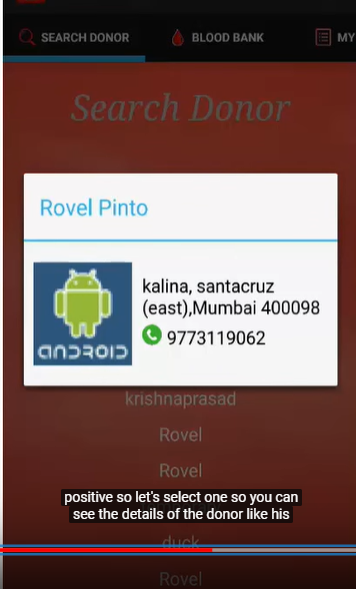 SEARCH DONOR
BLOOD BANK
MY
Search Donor
Rovel Pinto
kalina, santacruz
(east),Mumbai 400098
9773119062
ANDROID
krishnaprasad
Rovel
Rovel
positive so let's select one so you can
see the details of the donor like his
duck
Rovel